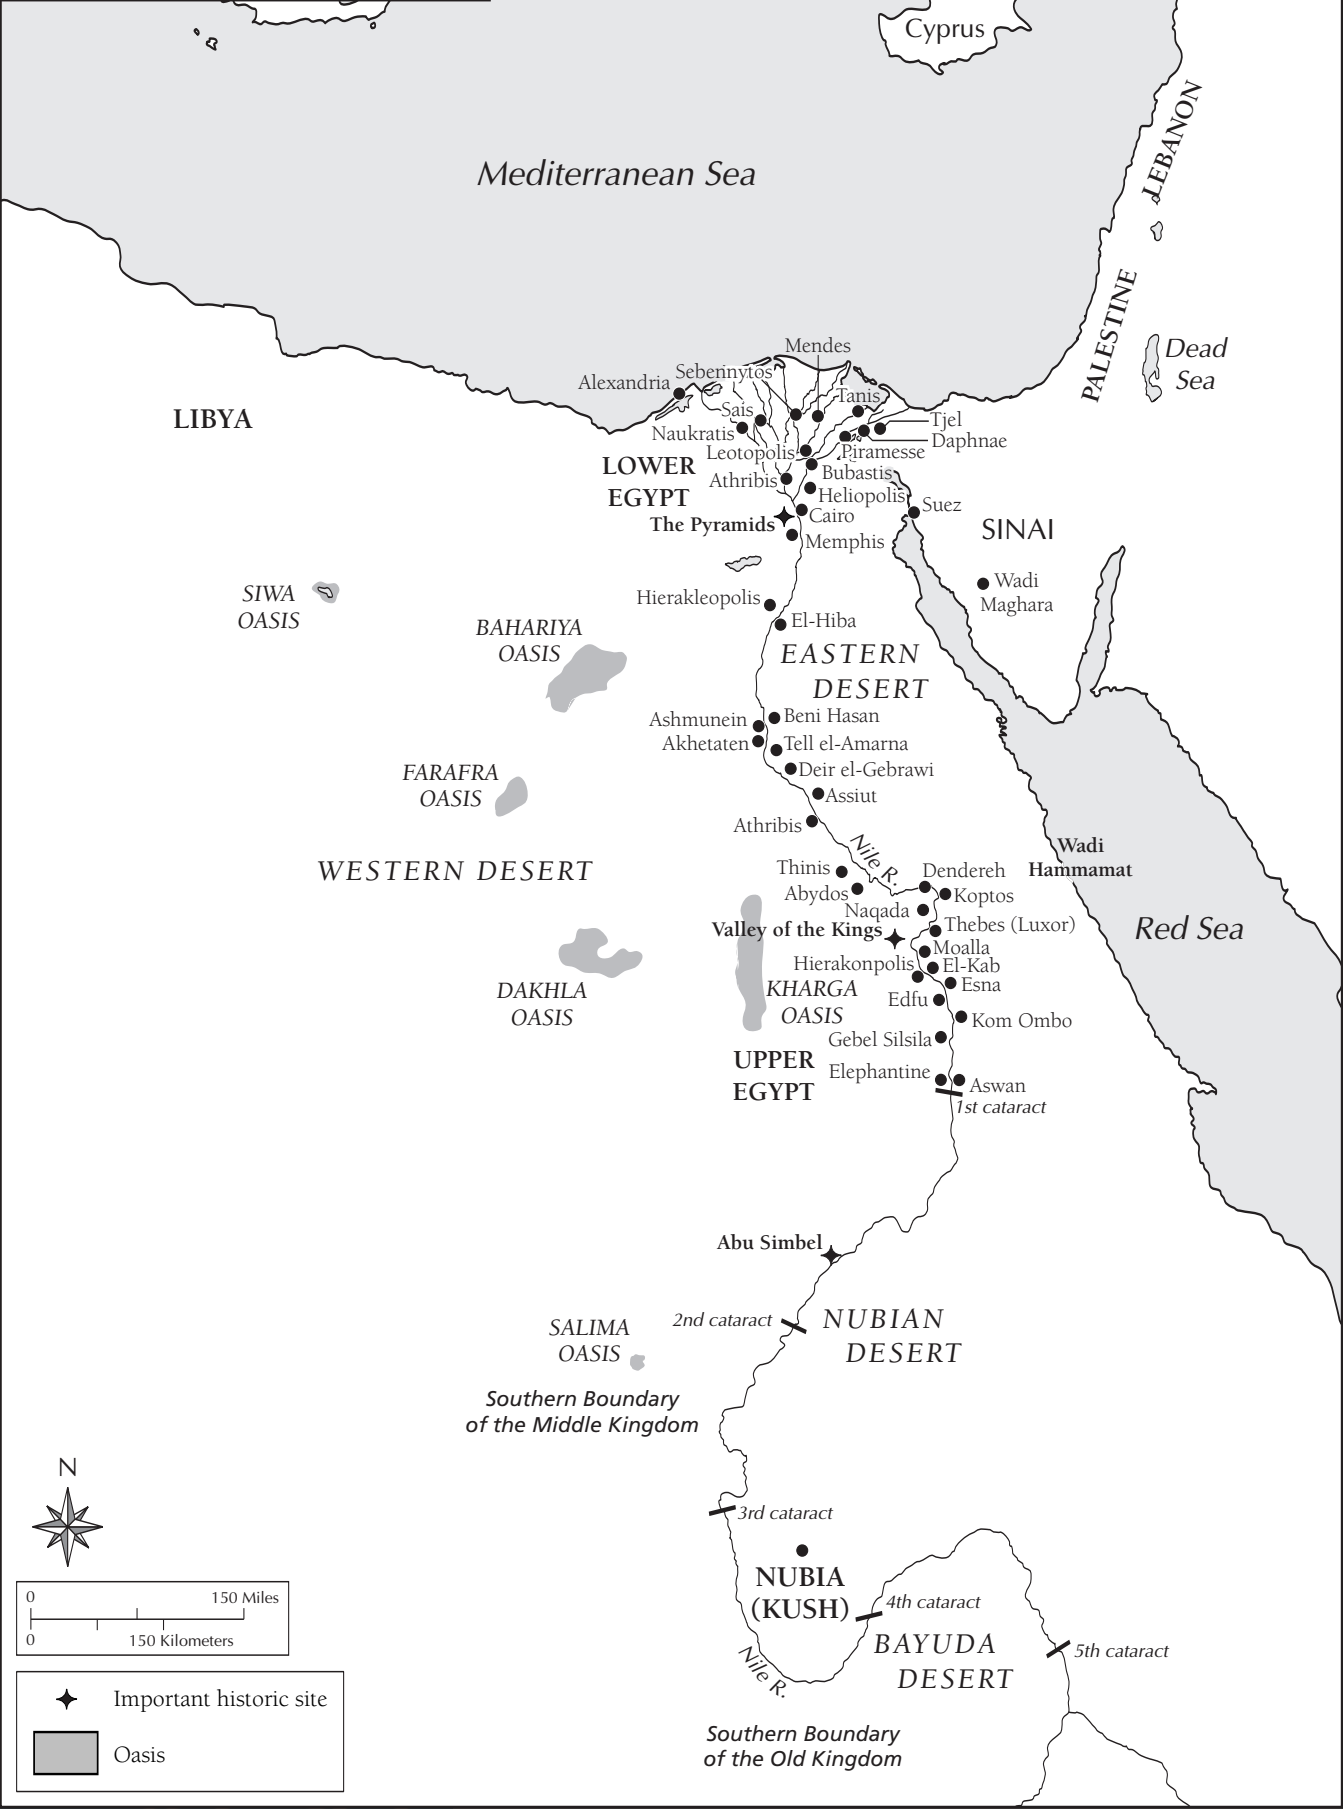 Cyprus
LEBANON
Mediterranean Sea
PALESTINE
Dead
Sea
Mendes
Sebennytos
Alexandria
Tanis
LIBYA
Sais
Tjel
Naukratis
Daphnae
Leotopolis
Piramesse
LOWER
EGYPT
Bubastis
Athribis
Heliopolis
Suez
The Pyramids
Cairo
SINAI
Memphis
Wadi
Maghara
SIWA
OASIS
Hierakleopolis
El-Hiba
BAHARIYA
OASIS
EASTERN
DESERT
Ashmunein
Beni Hasan
Akhetaten
Tell el-Amarna
Deir el-Gebrawi
FARAFRA
OASIS
Assiut
Athribis
Nile R.
Wadi
Hammamat
WESTERN DESERT
Thinis
Dendereh
Abydos
Koptos
Naqada
Valley of the Kings
Thebes (Luxor)
Red Sea
Moalla
Hierakonpolis
El-Kab
Esna
DAKHLA
OASIS
KHARGA
OASIS
Edfu
Kom Ombo
Gebel Silsila
UPPER
EGYPT
Elephantine
Aswan
1st cataract
Abu Simbel
2nd cataract
NUBIAN
DESERT
SALIMA
OASIS
Southern Boundary
of the Middle Kingdom
N
3rd cataract
NUBIA
(KUSH)
4th cataract
BAYUDA
DESERT
5th cataract
Nile R.
0 150 Miles
0 150 Kilometers
Important historic site
Oasis
Southern Boundary
of the Old Kingdom